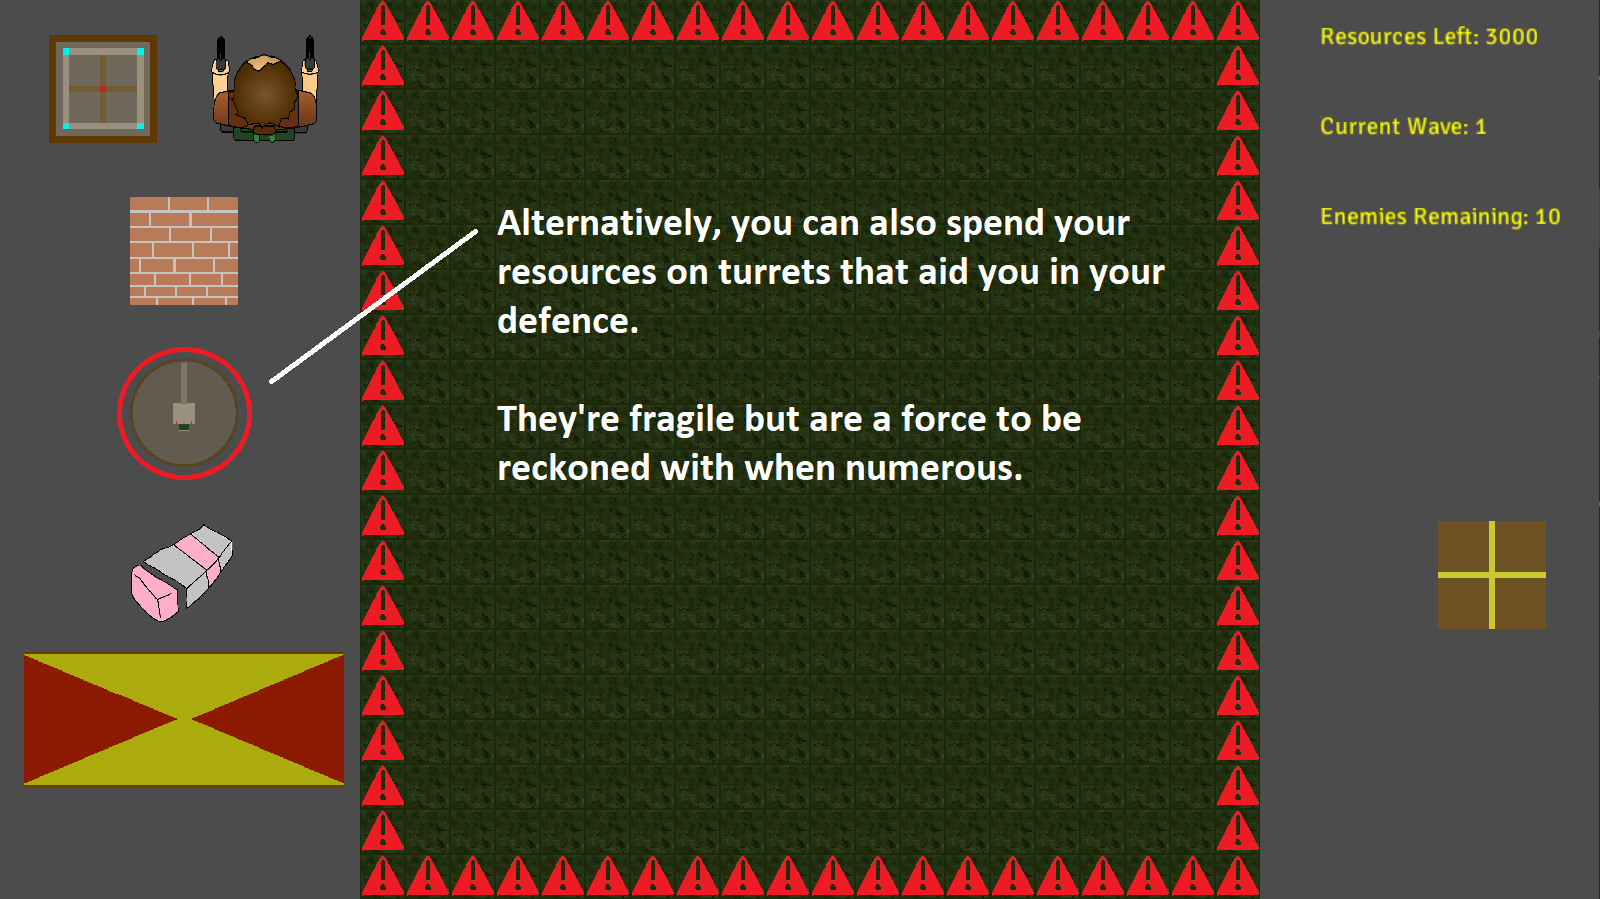 Resources Left: 3000
Current Wave: 1
Enemies Remaining: 10
Alternatively, you can also spend your
resources on turrets that aid you in your
defence.
They're fragile but are a force to be
reckoned with when numerous.